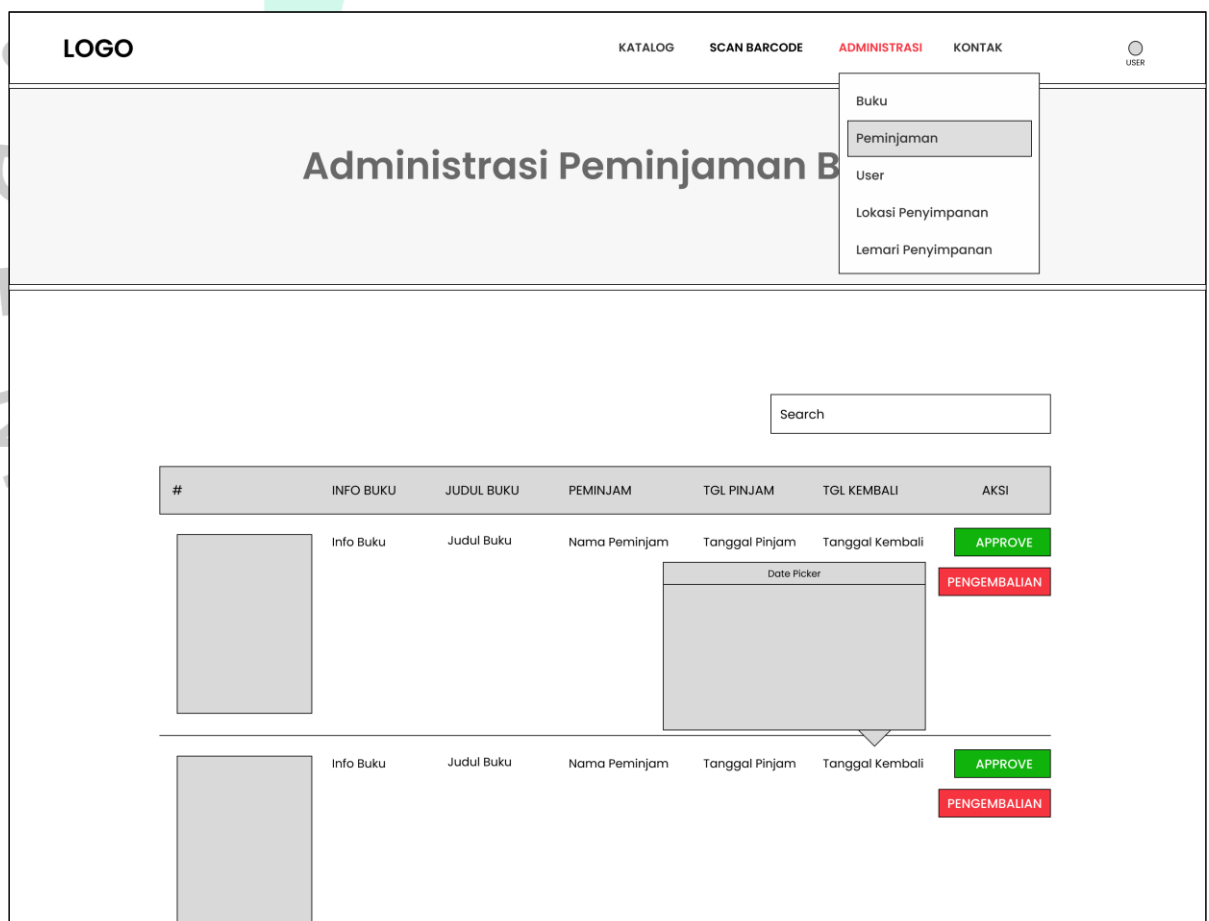 LOGO
KATALOG SCAN BARCODE ADMINISTRASI KONTAK
USER
Buku
Peminjaman
User
Lokasi Penyimpanan
Lemari Penyimpanan
Administrasi Peminjaman B
Search
# INFO BUKU JUDUL BUKU PEMINJAM TGL PINJAM TGL KEMBALI AKSI
Info Buku Judul Buku Nama Peminjam Tanggal Pinjam Tanggal Kembali APPROVE
Date Picker
PENGEMBALIAN
Info Buku Judul Buku Nama Peminjam Tanggal Pinjam Tanggal Kembali APPROVE
PENGEMBALIAN